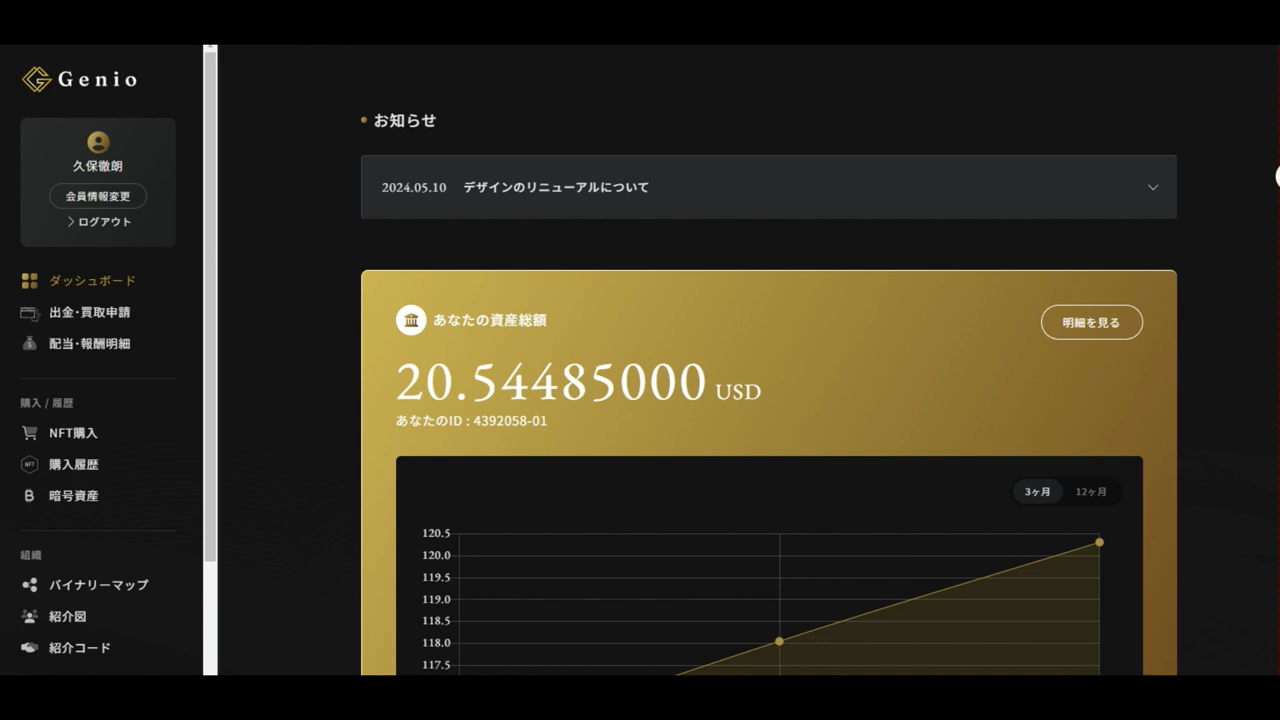 Genio
久保徹朗
会員情報変更
ログアウト
ダッシュボード
出金・買取申請
配当・報酬明細
購入 / 履歴
NFT購入
NFT
購入履歴
暗号資産
組織
バイナリーマップ
紹介図
紹介コード
お知らせ
2024.05.10 デザインのリニューアルについて
あなたの資産総額
明細を見る
20.54485000 USD
あなたのID : 4392058-01
3ヶ月 12ヶ月
120.5
120.0
119.5
119.0
118.5
118.0
117.5